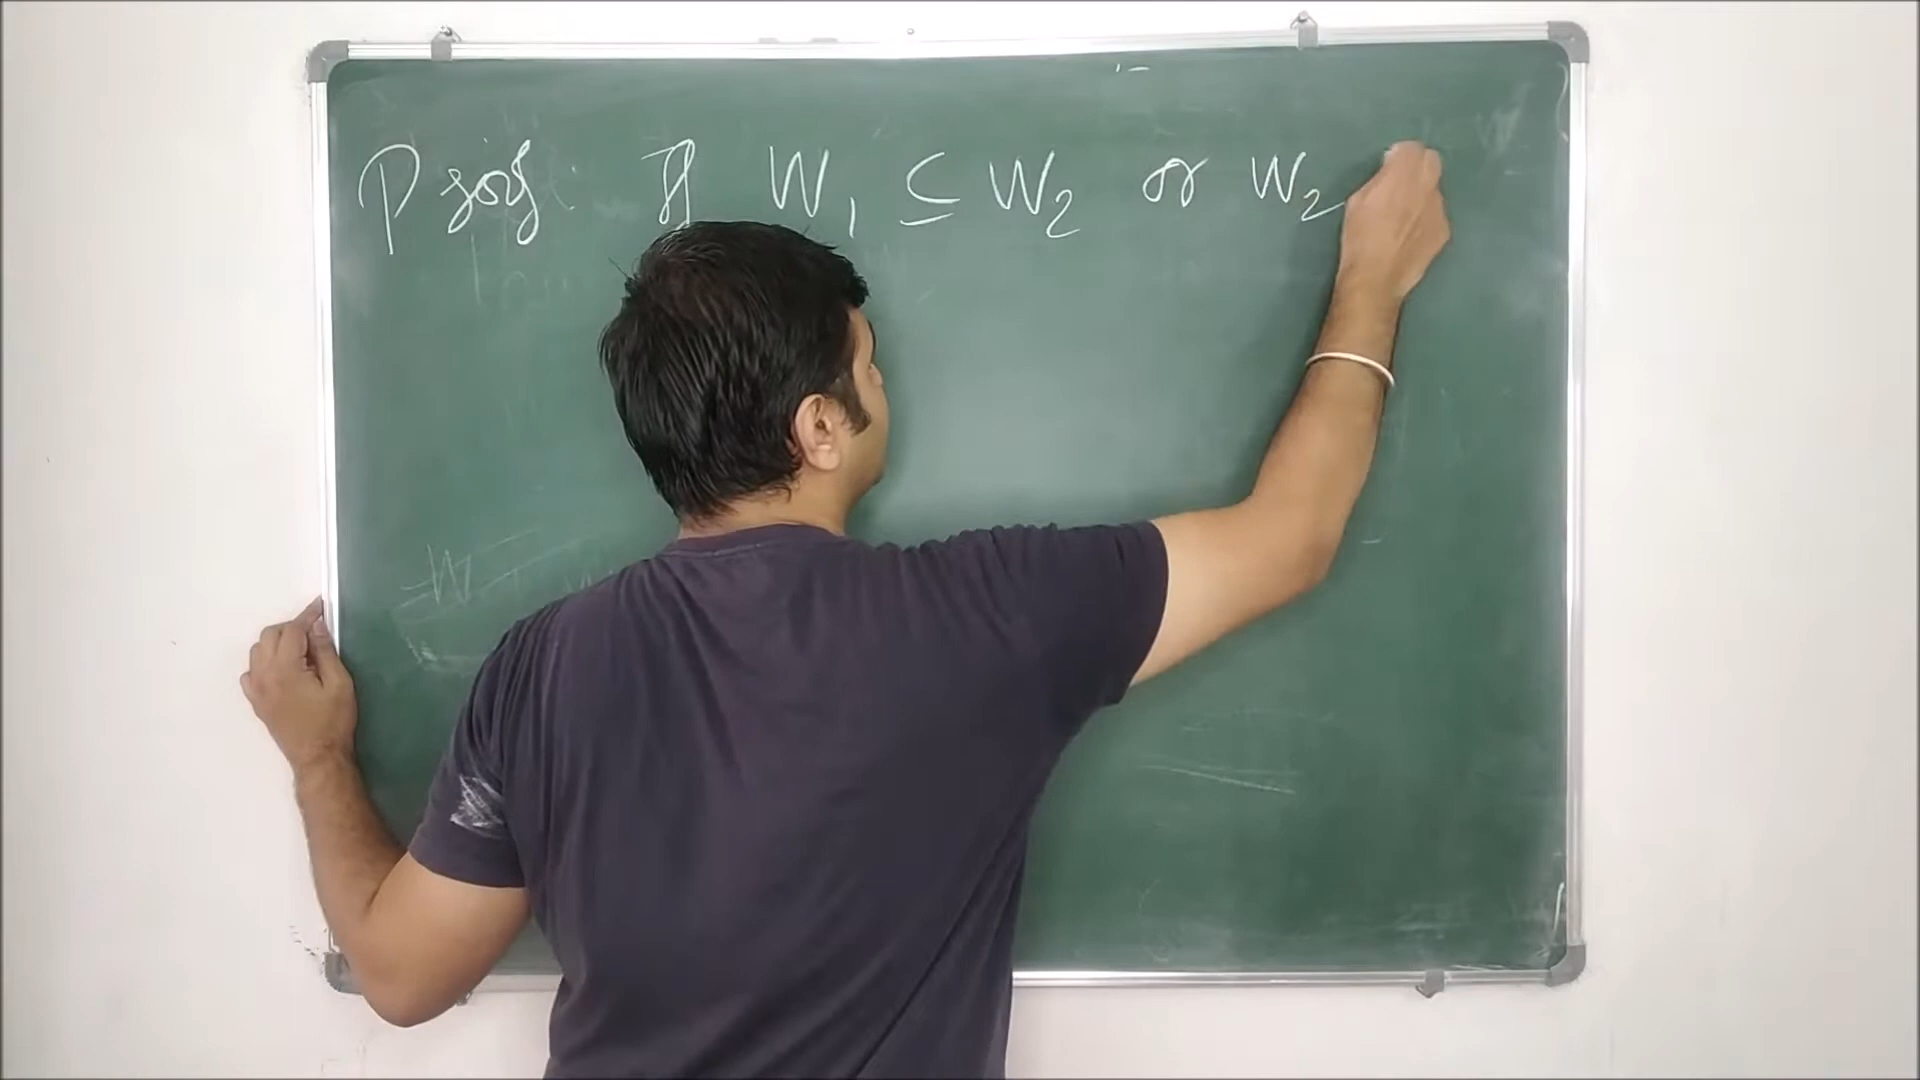 Proof: If W₁ ⊆ W₂ or W₂